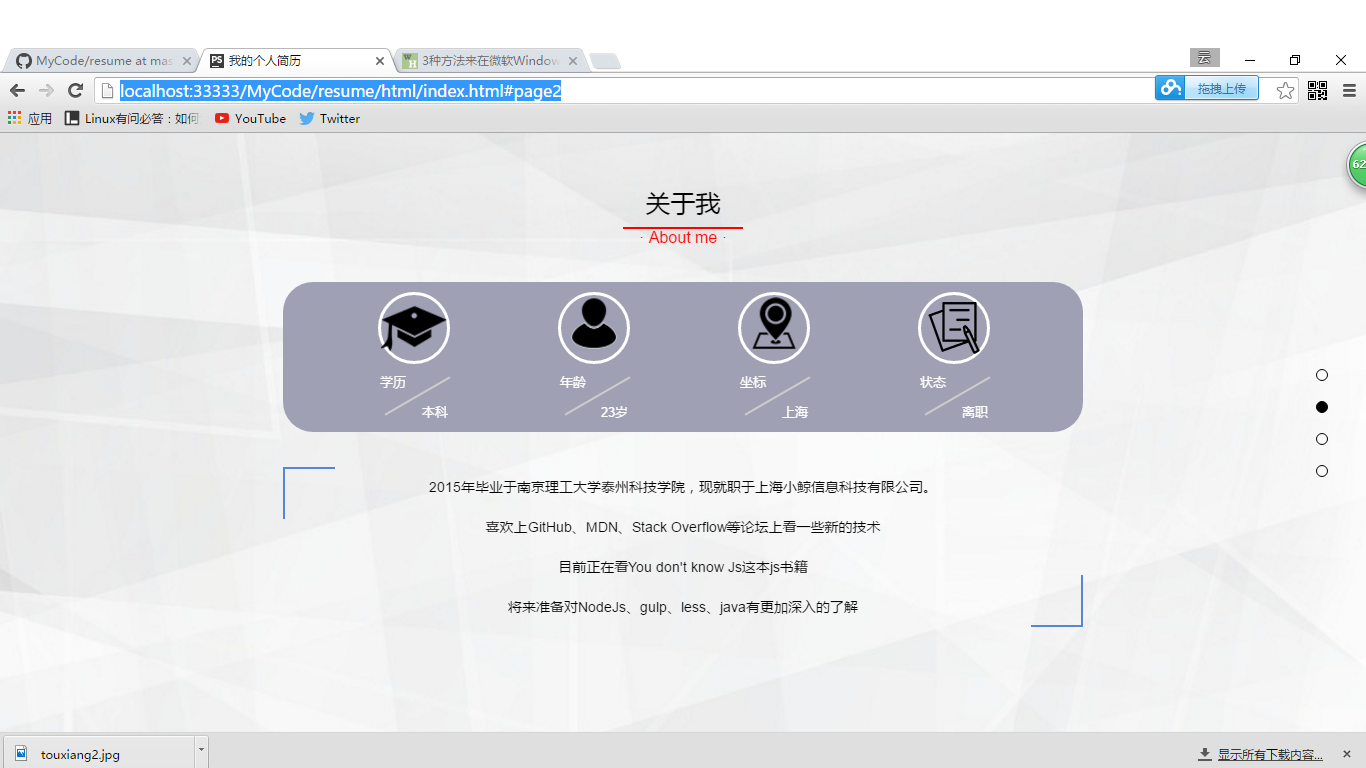 MyCode/resume at mas
我的个人简历
3种方法来在微软Window
云
localhost:33333/MyCode/resume/html/index.html#page2
拖拽上传
应用
Linux有问必答：如何
YouTube
Twitter
62
关于我
· About me ·
学历
本科
年龄
23岁
坐标
上海
状态
离职
2015年毕业于南京理工大学泰州科技学院，现就职于上海小鲸信息科技有限公司。
喜欢上GitHub、MDN、Stack Overflow等论坛上看一些新的技术
目前正在看You don't know Js这本js书籍
将来准备对NodeJs、gulp、less、java有更加深入的了解
touxiang2.jpg
显示所有下载内容...